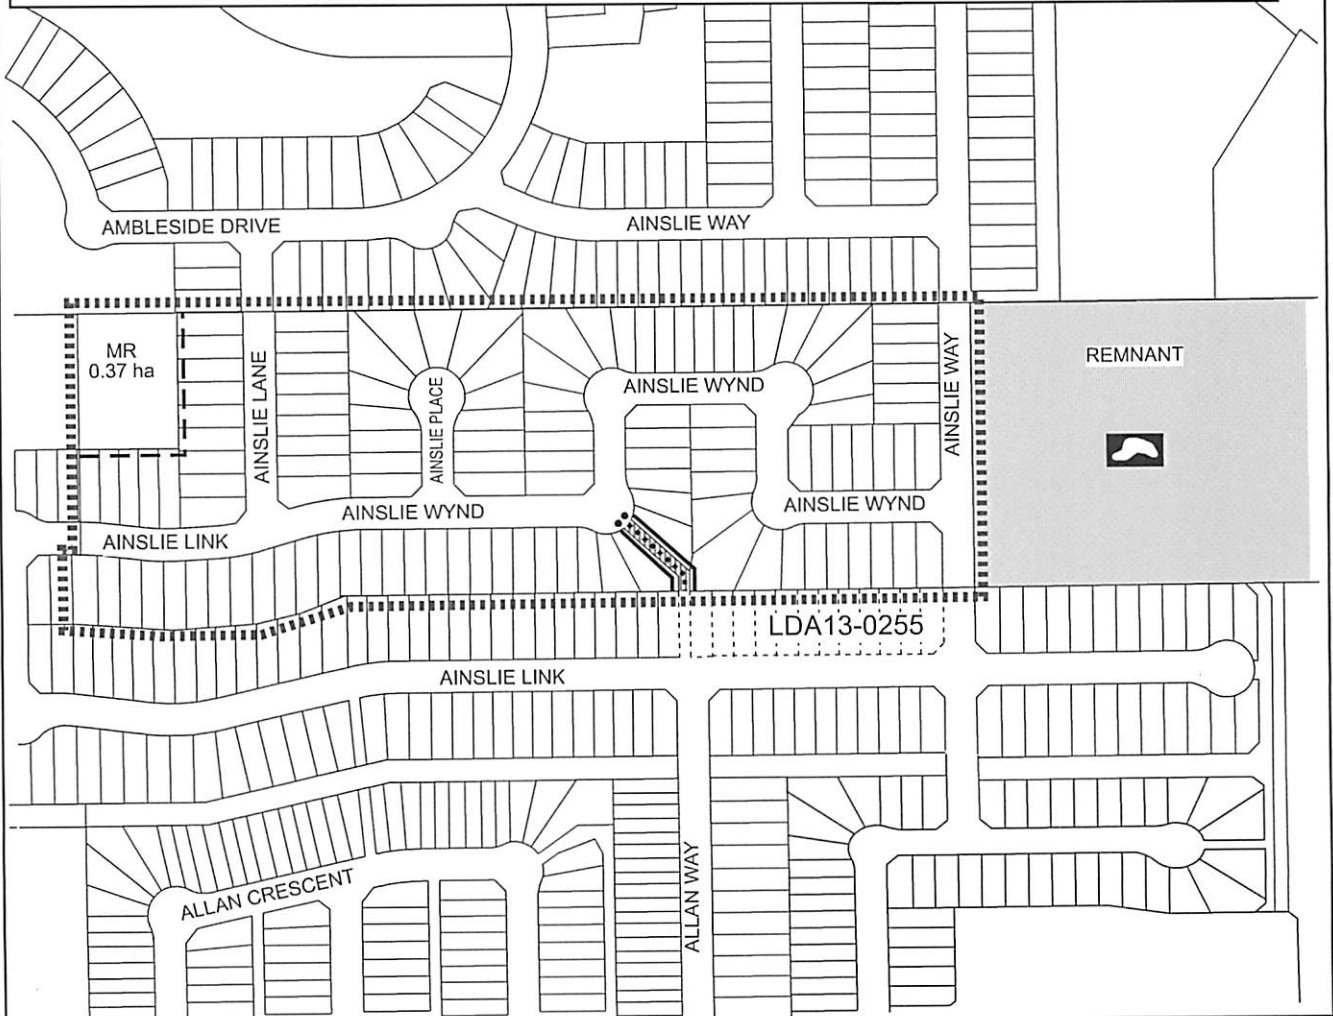 AMBLESIDE DRIVE
AINSLIE WAY
MR
0.37 ha
AINSLIE LANE
AINSLIE PLACE
AINSLIE WYND
AINSLIE WAY
REMNANT
AINSLIE WYND
AINSLIE WYND
AINSLIE LINK
LDA13-0255
AINSLIE LINK
ALLAN CRESCENT
ALLAN WAY